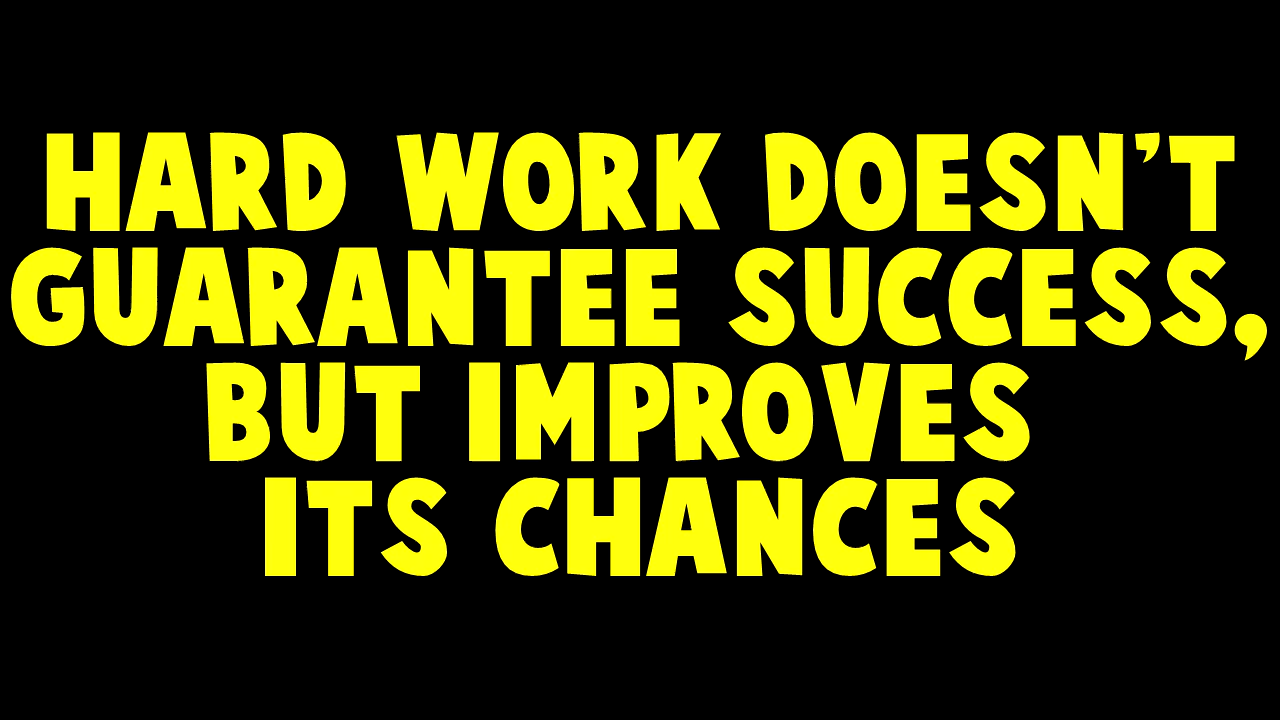 HARD WORK DOESN'T
GUARANTEE SUCCESS,
BUT IMPROVES
ITS CHANCES